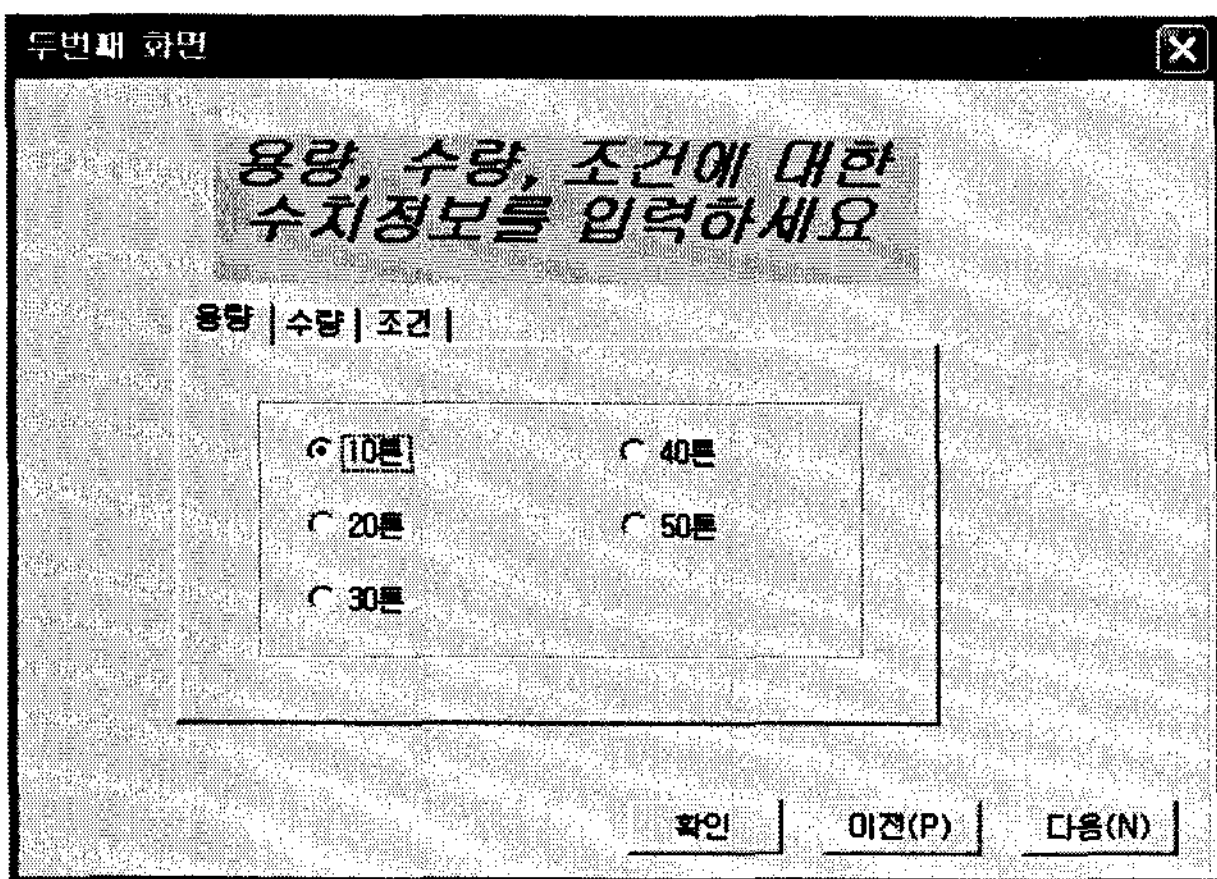 두번째 화면
용량, 수량, 조건에 대한
수치정보를 입력하세요
용량 수량 조건
10톤 40톤
20톤 50톤
30톤
확인 이전(P) 다음(N)